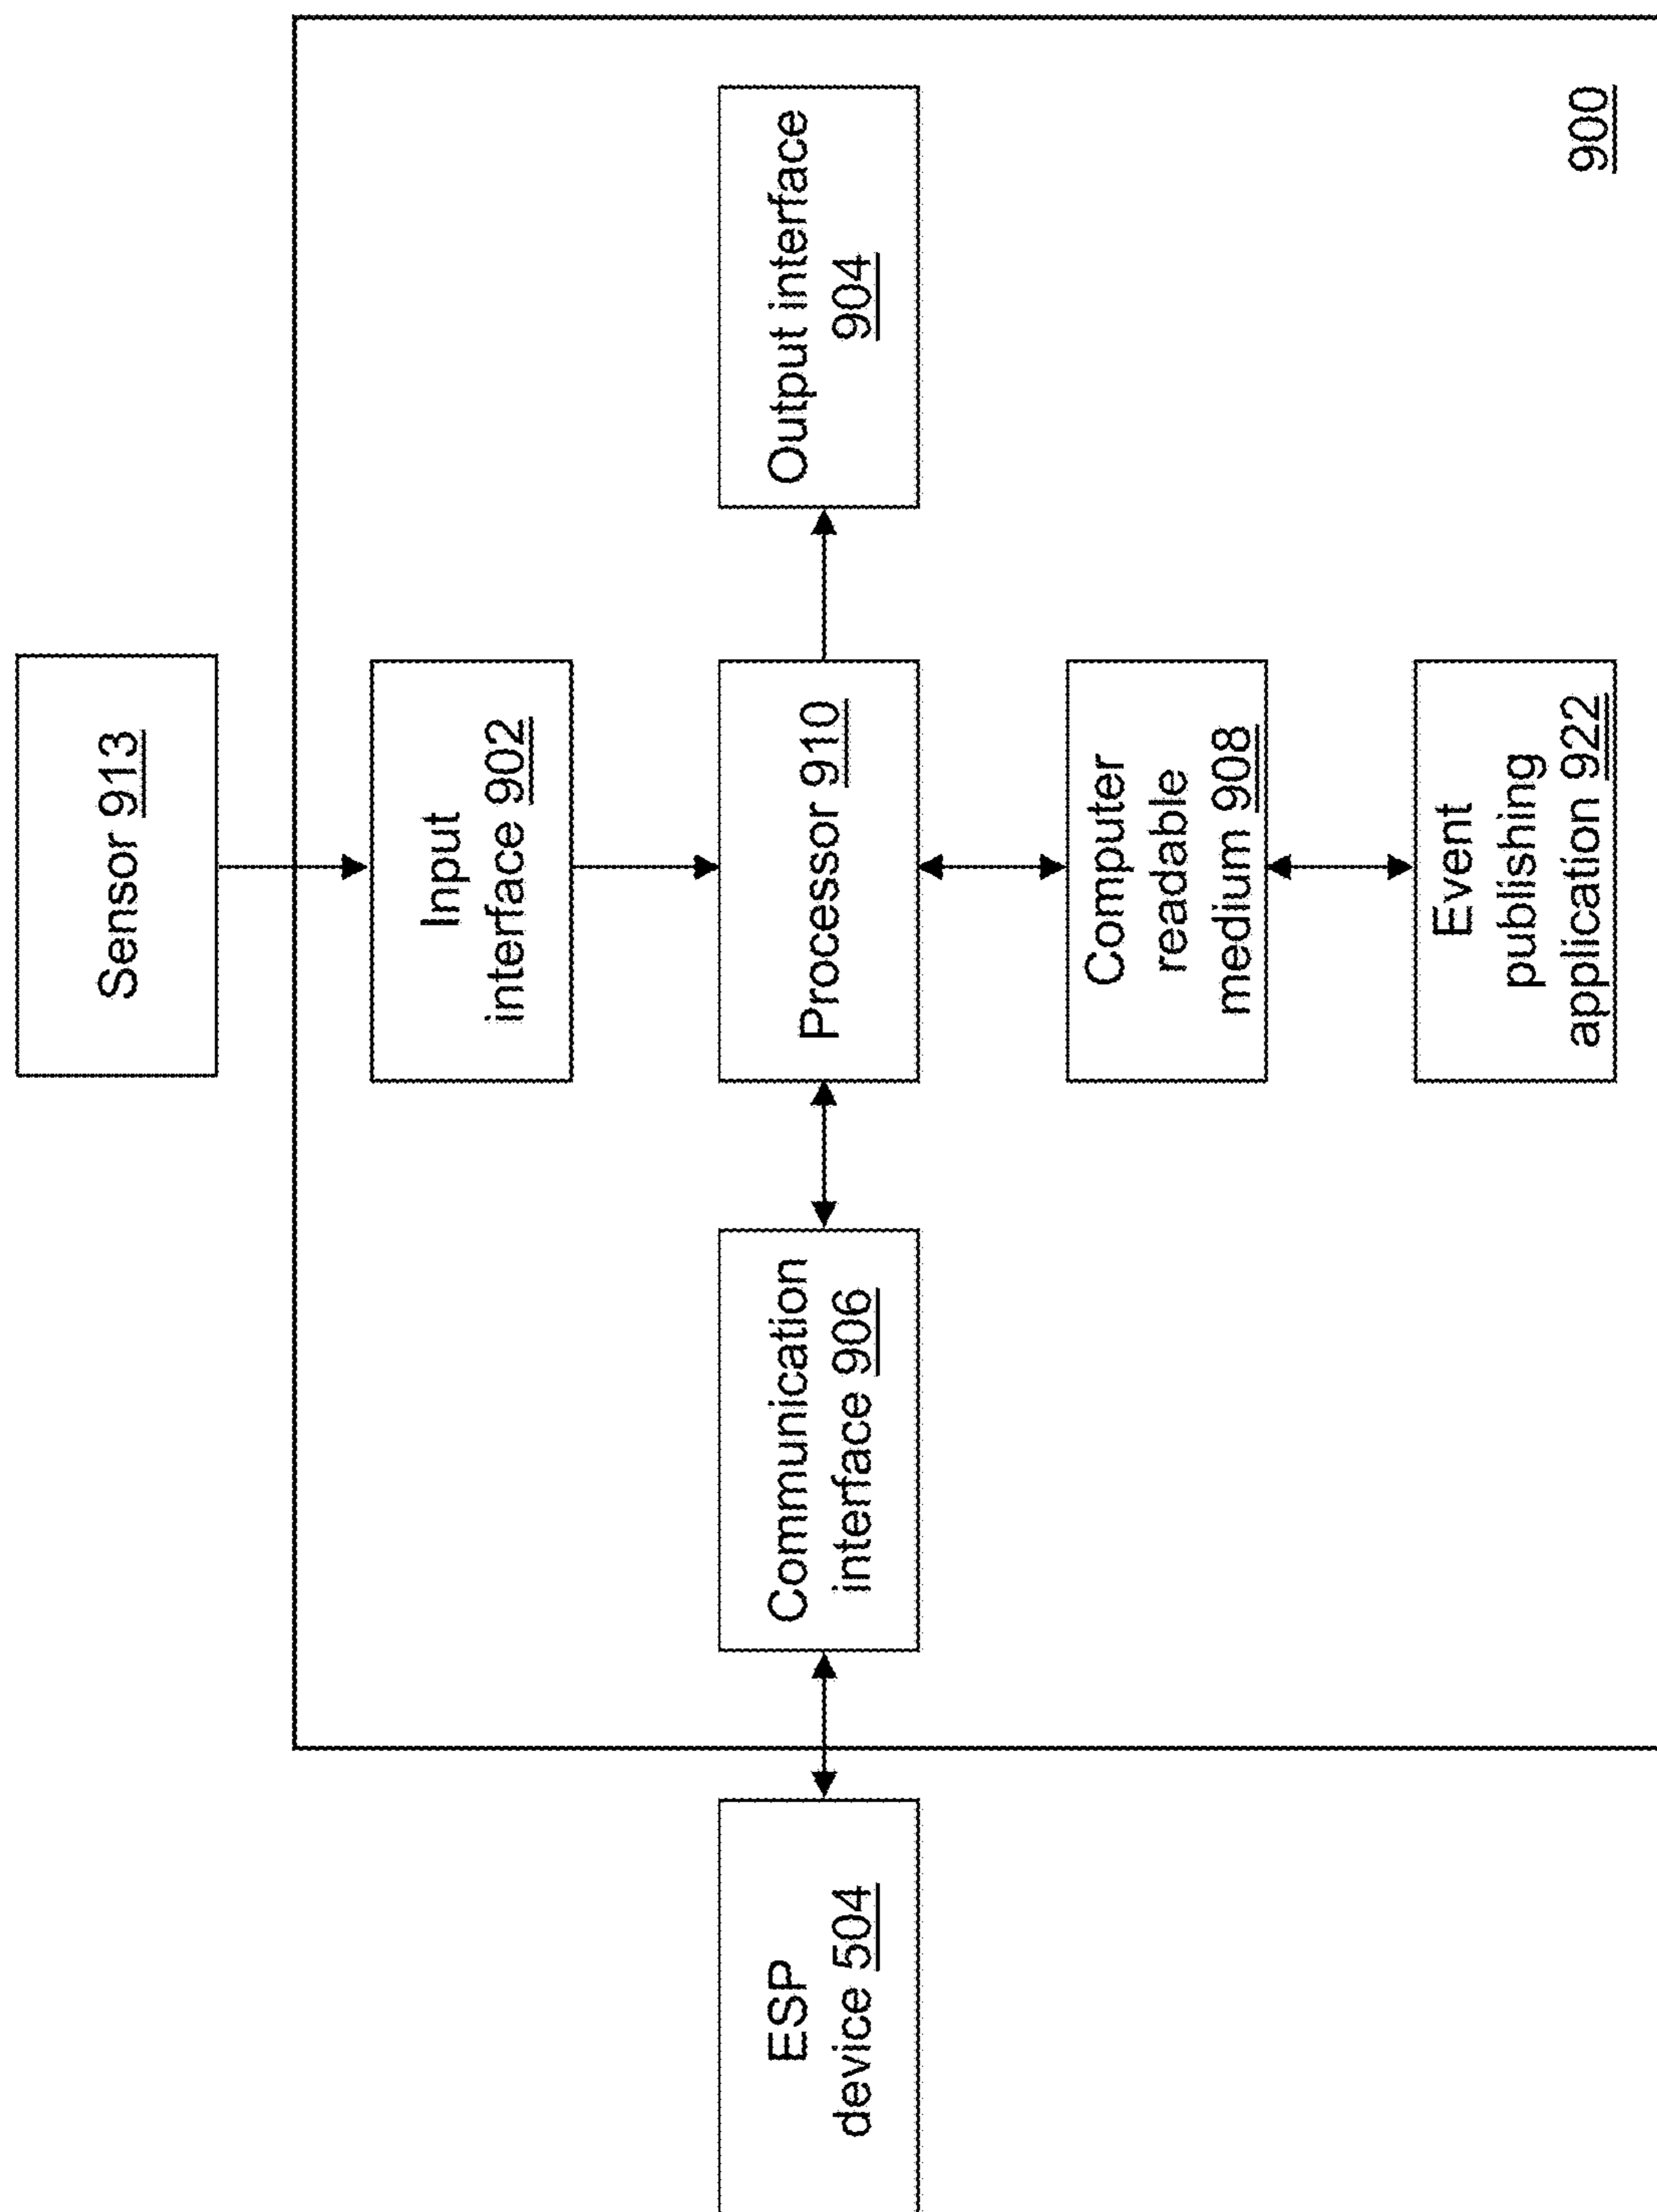 Sensor 913
Input
interface 902
ESP
device 504
Communication
interface 906
Processor 910
Output interface
904
Computer
readable
medium 908
Event
publishing
application 922
900